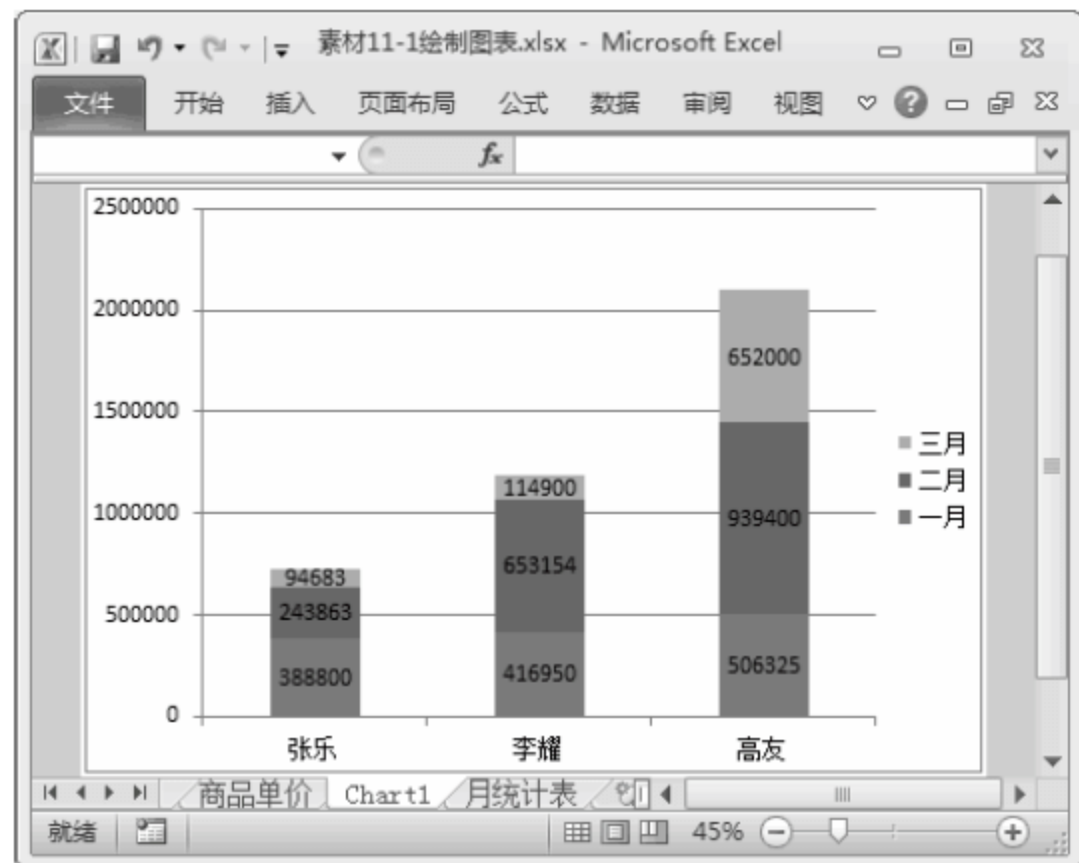 素材11-1绘制图表.xlsx - Microsoft Excel
文件 开始 插入 页面布局 公式 数据 审阅 视图
fx
2500000
2000000
1500000
1000000
500000
0
652000
939400
506325
114900
653154
416950
94683
243863
388800
三月
二月
一月
张乐 李耀 高友
商品单价 Chart1 月统计表
就绪 45%